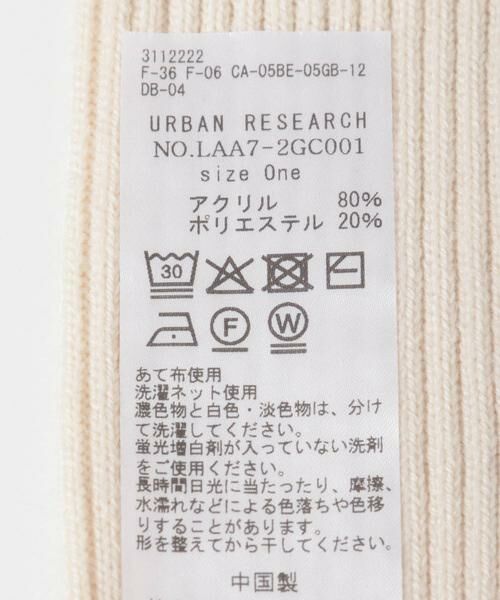 3112222
F-36 F-06 CA-05BE-05GB-12
DB-04
URBAN RESEARCH
NO.LAA7-2GC001
size One
アクリル 80%
ポリエステル 20%
30
F W
あて布使用
洗濯ネット使用
濃色物と白色・淡色物は、分け
て洗濯してください。
蛍光増白剤が入っていない洗剤
をご使用ください。
長時間日光に当たったり、摩擦、
水濡れなどによる色落ちや色移
りすることがあります。
形を整えてから干してください。
中国製